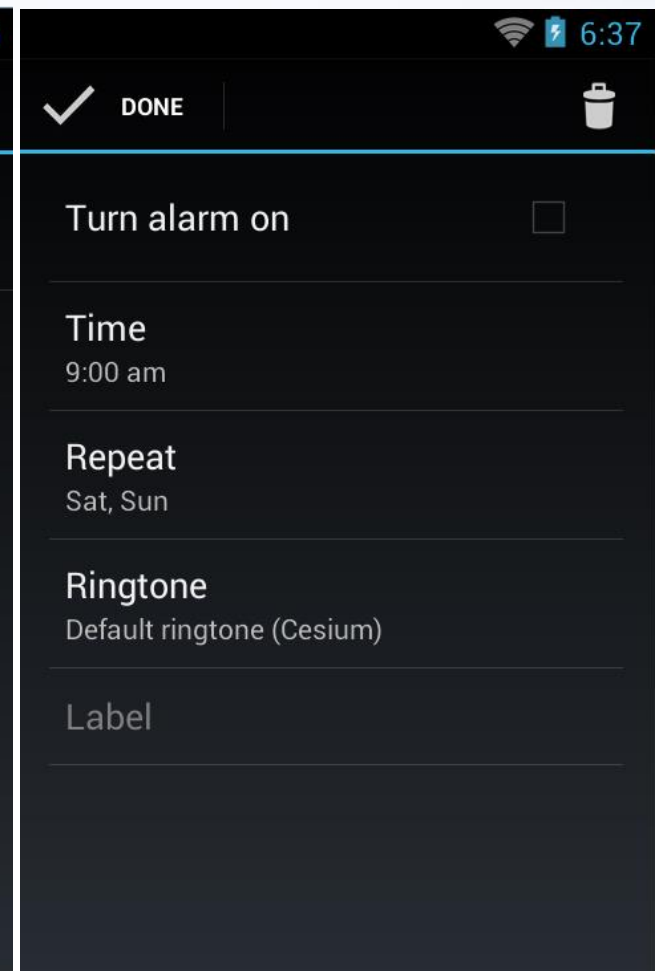 6:37
DONE
Turn alarm on
Time
9:00 am
Repeat
Sat, Sun
Ringtone
Default ringtone (Cesium)
Label